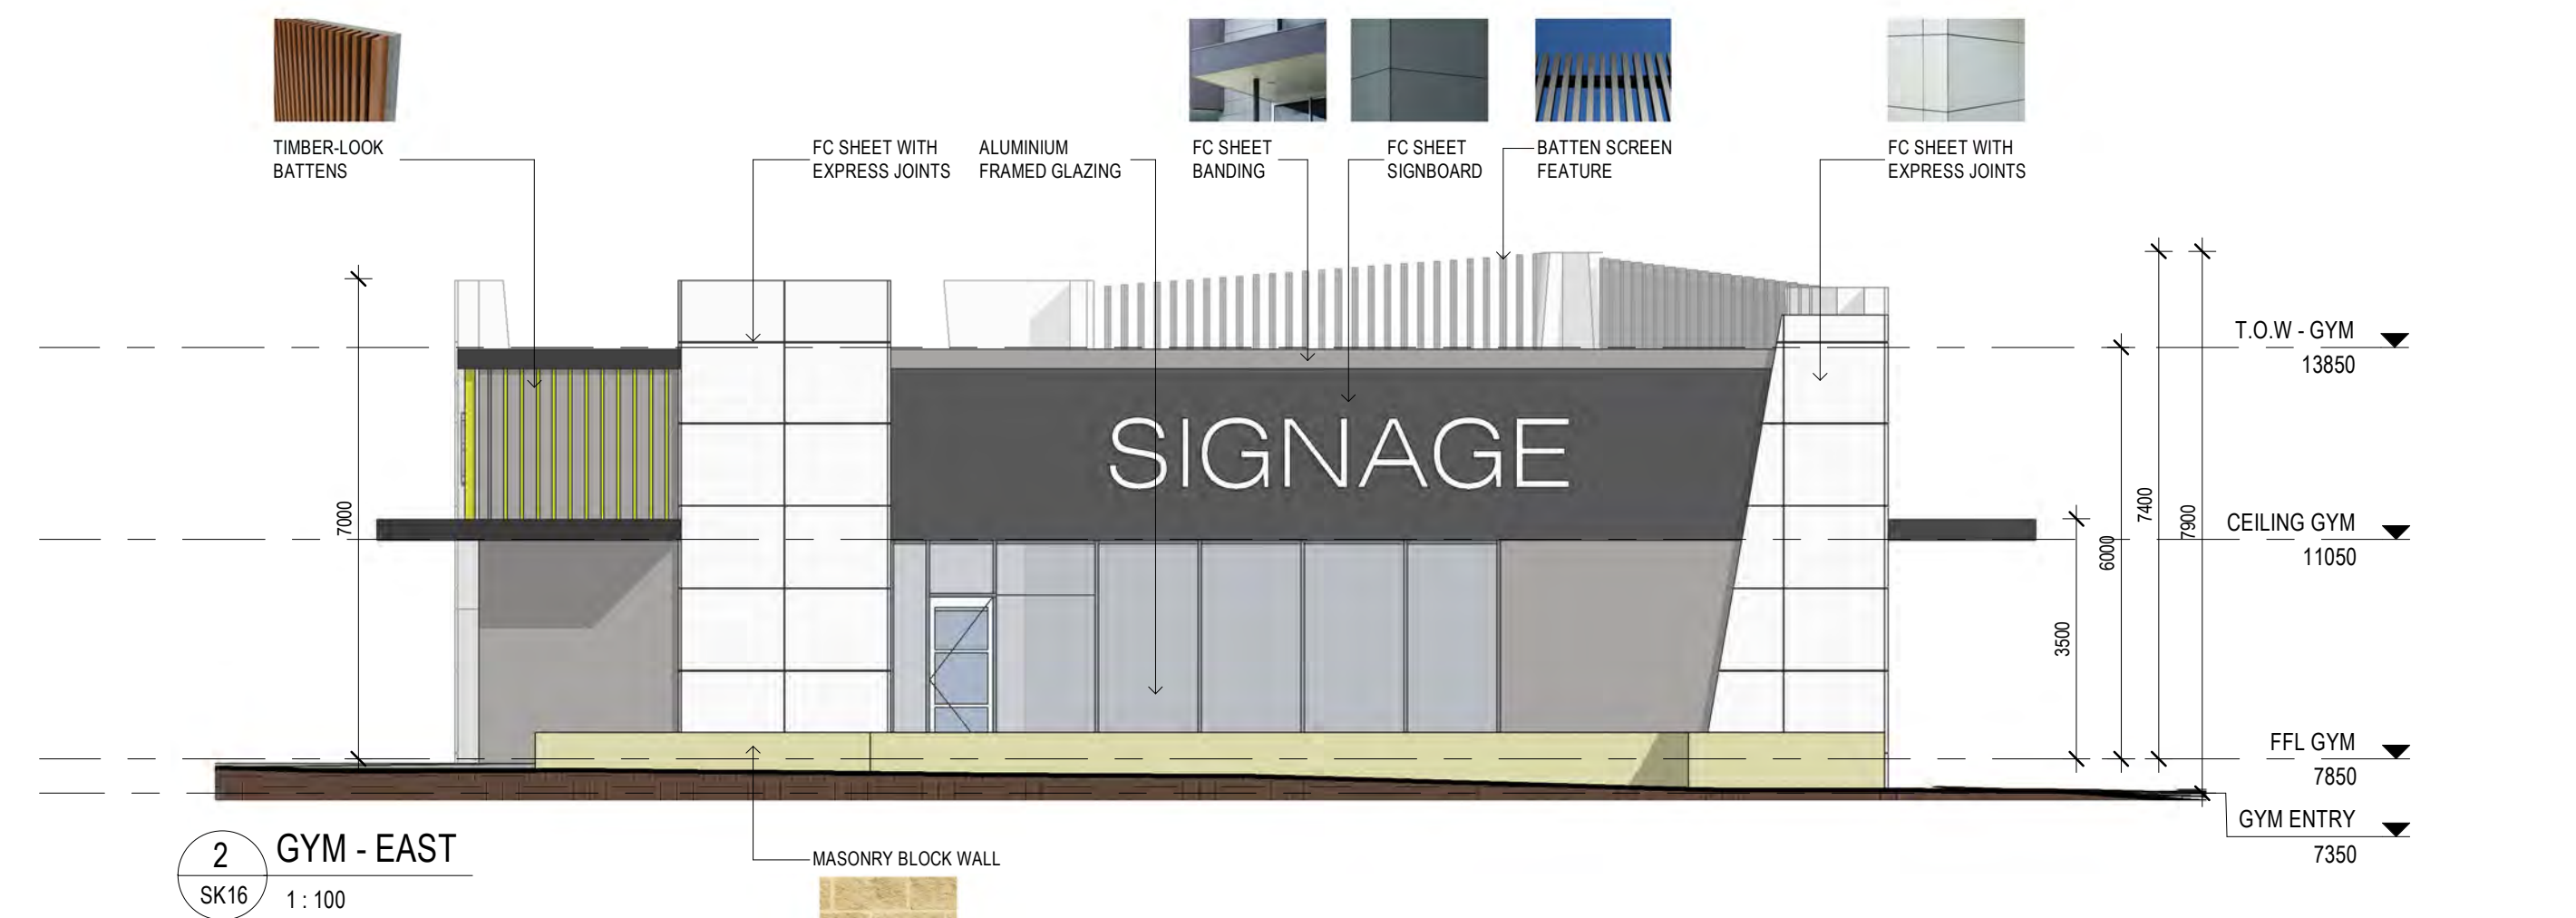 TIMBER-LOOK
BATTENS
FC SHEET WITH
EXPRESS JOINTS
ALUMINIUM
FRAMED GLAZING
FC SHEET
BANDING
FC SHEET
SIGNBOARD
BATTEN SCREEN
FEATURE
FC SHEET WITH
EXPRESS JOINTS
SIGNAGE
7000
3500
6000
7400
7900
T.O.W - GYM
13850
CEILING GYM
11050
FFL GYM
7850
GYM ENTRY
7350
MASONRY BLOCK WALL
2
SK16
GYM - EAST
1 : 100